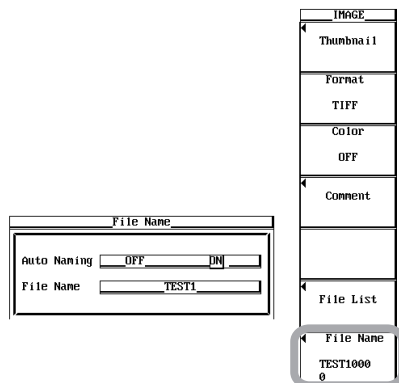 File Name
Auto Naming OFF ON
File Name TEST1
IMAGE
Thumbnail
Format
TIFF
Color
OFF
Comment
File List
File Name
TEST1000
0